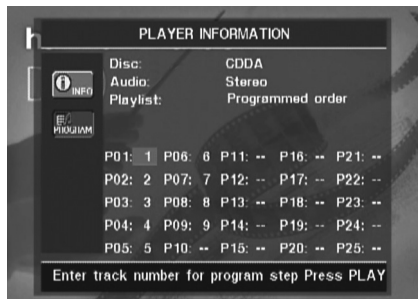 PLAYER INFORMATION
Disc: CDDA
Audio: Stereo
Playlist: Programmed order
INFO
PROGRAM
P01: 1 P06: 6 P11: -- P16: -- P21: --
P02: 2 P07: 7 P12: -- P17: -- P22: --
P03: 3 P08: 8 P13: -- P18: -- P23: --
P04: 4 P09: 9 P14: -- P19: -- P24: --
P05: 5 P10: -- P15: -- P20: -- P25: --
Enter track number for program step Press PLAY